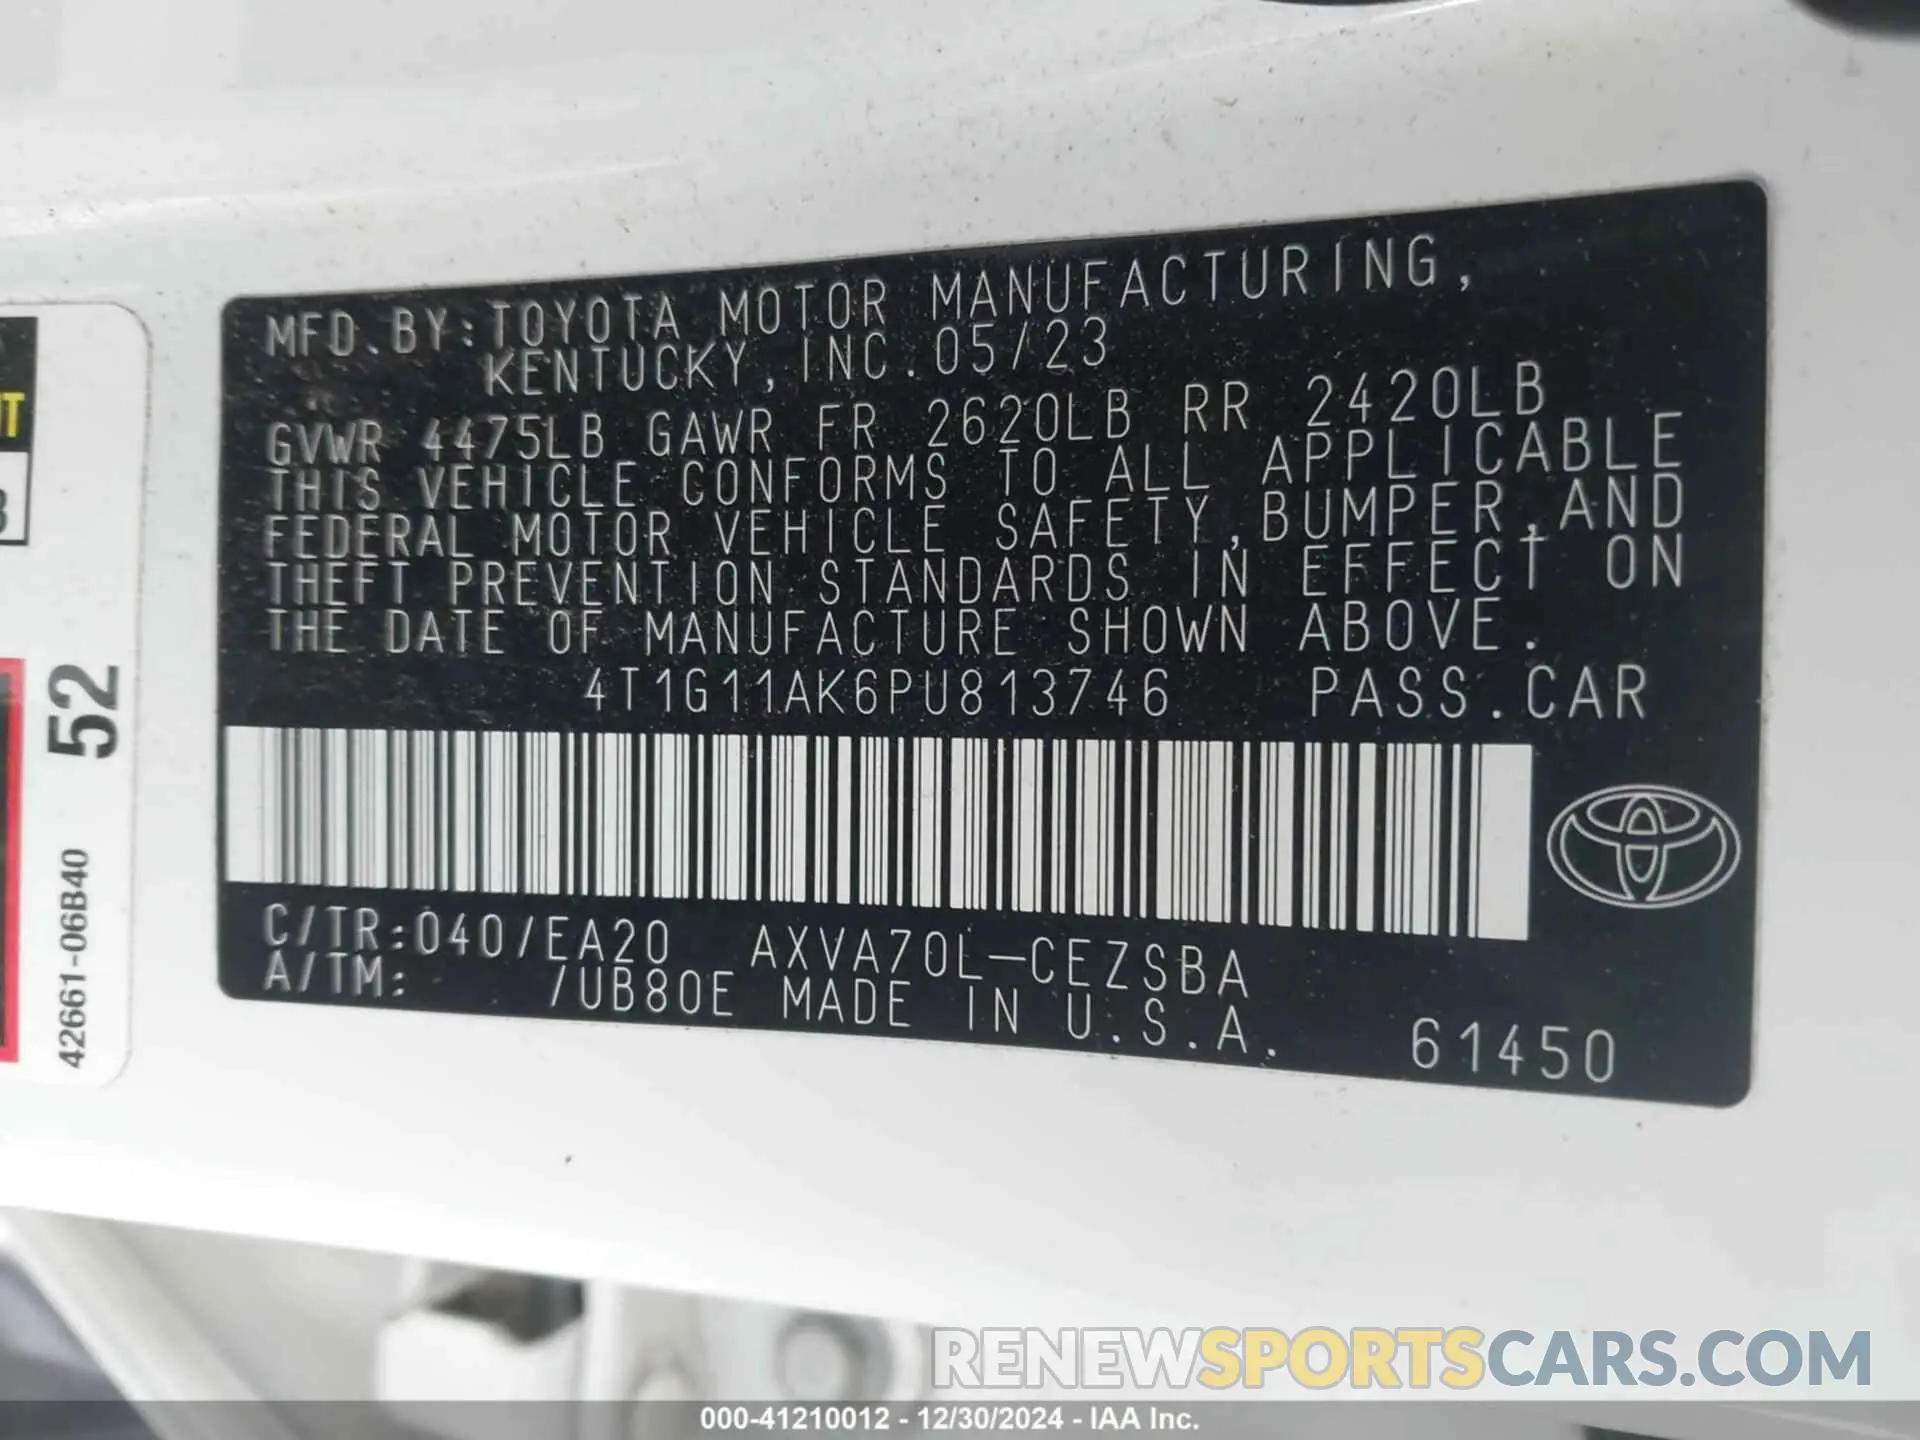 MFD. BY: TOYOTA MOTOR MANUFACTURING,
KENTUCKY, INC. 05/23
GVWR 4475LB GAWR FR 2620LB RR 2420LB
THIS VEHICLE CONFORMS TO ALL APPLICABLE
FEDERAL MOTOR VEHICLE SAFETY, BUMPER, AND
THEFT PREVENTION STANDARDS IN EFFECT ON
THE DATE OF MANUFACTURE SHOWN ABOVE.
4T1G11AK6PU813746 PASS. CAR
C/TR: 040/EA20 AXVA70L-CEZSBA
A/TM: /UB80E MADE IN U.S.A.
61450
52
42661-06B40
RENEWSPORTSCARS.COM
000-41210012 - 12/30/2024 - IAA Inc.